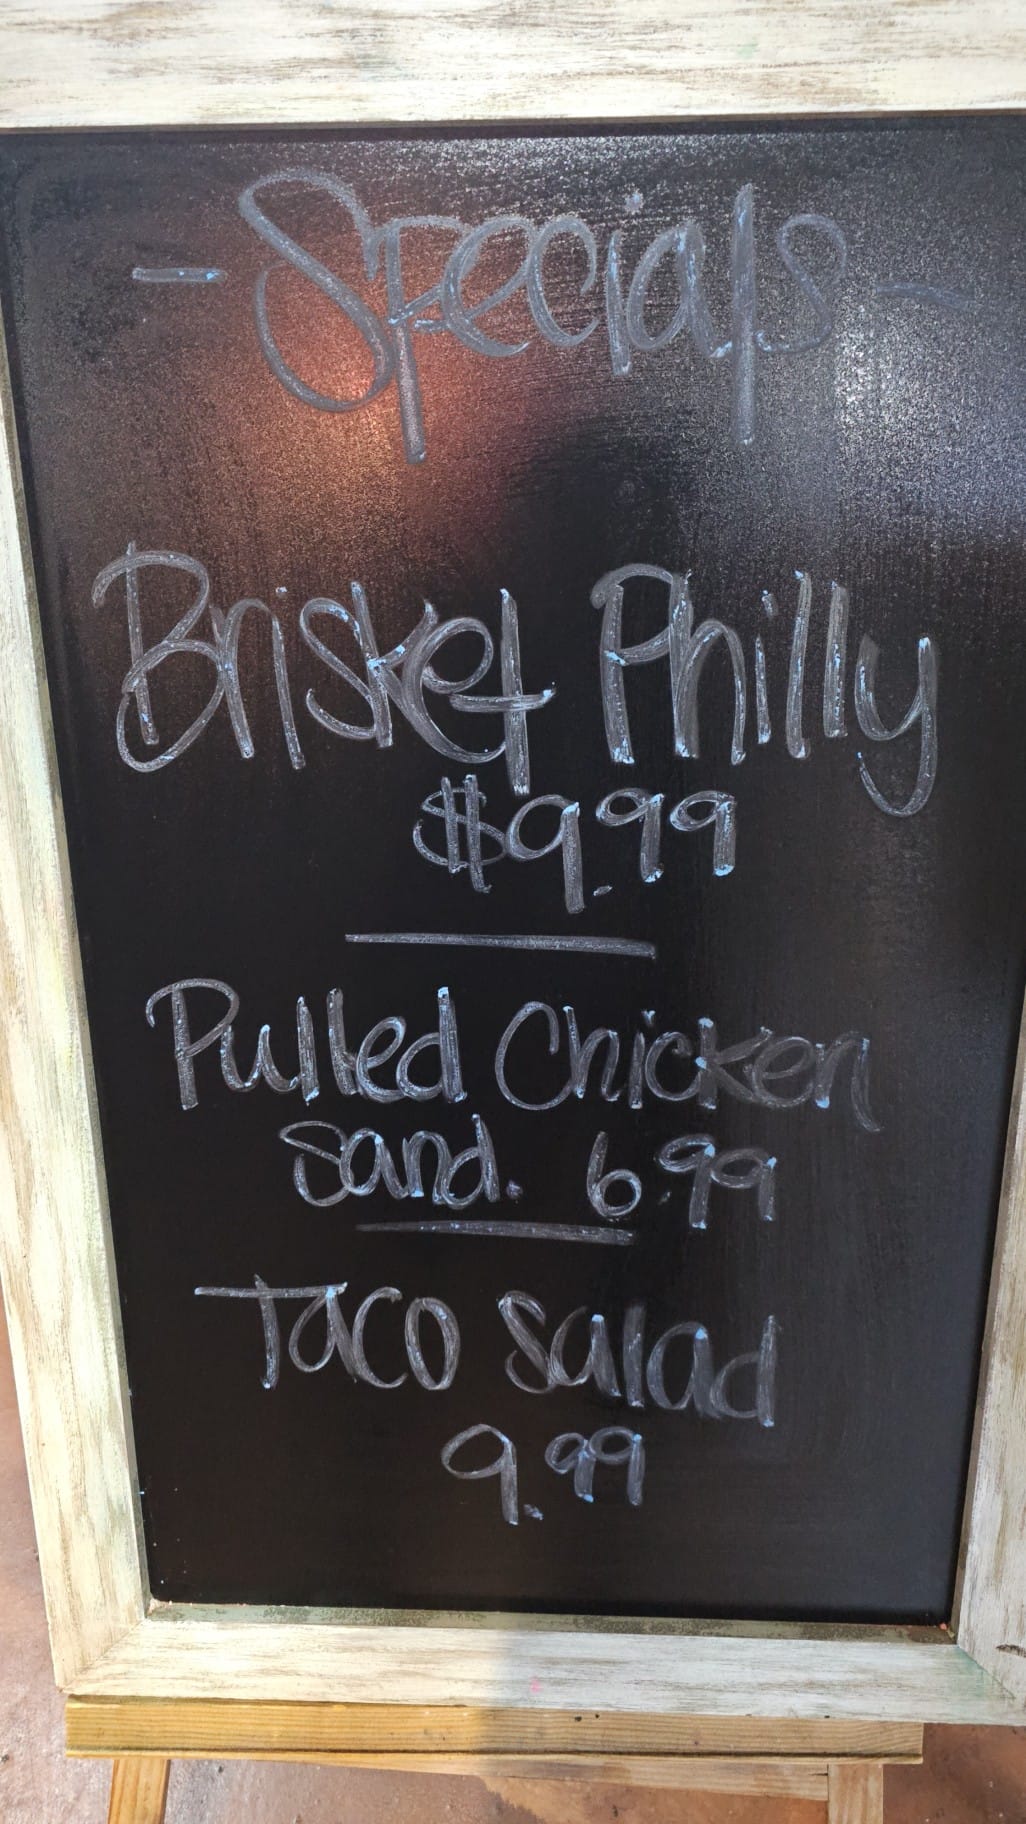 - Specials -
Brisket Philly
$9.99
Pulled Chicken
Sand. 6.99
Taco Salad
9.99